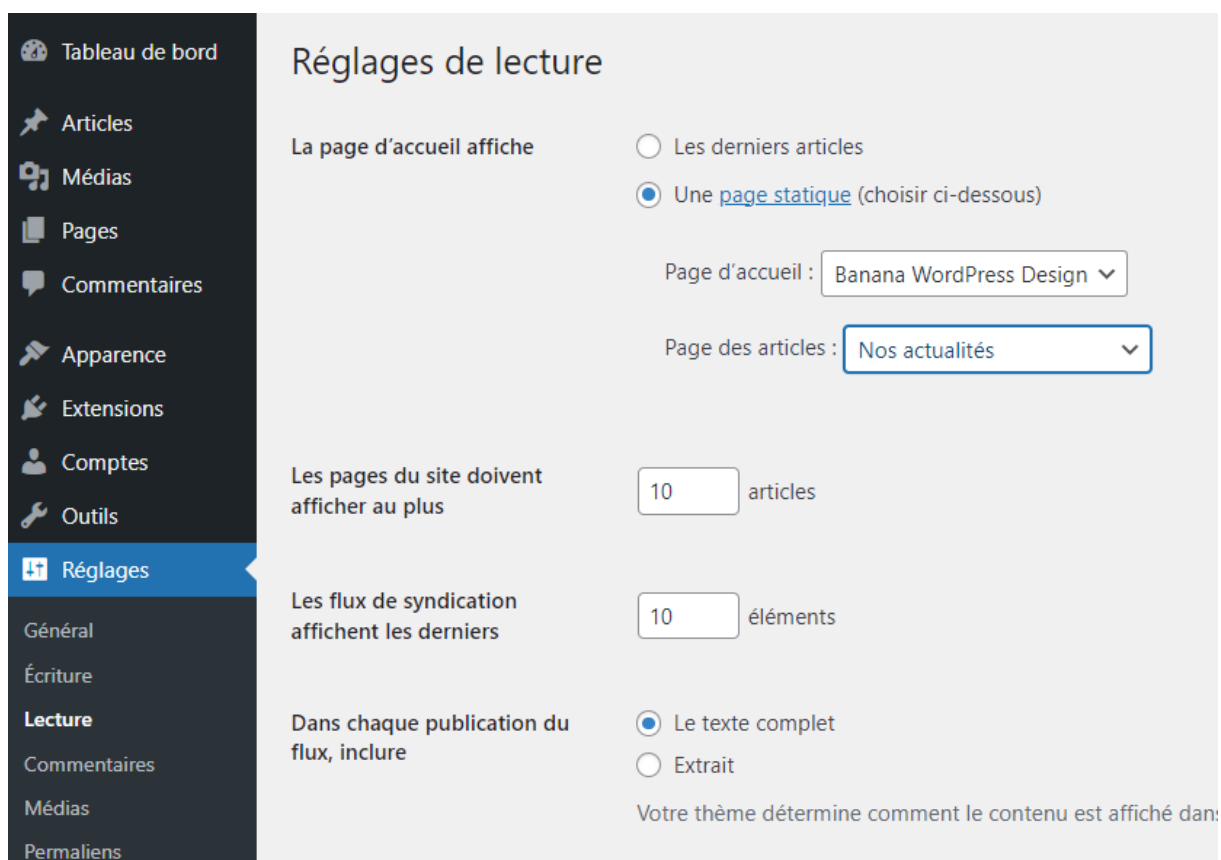 Tableau de bord
Articles
Médias
Pages
Commentaires
Apparence
Extensions
Comptes
Outils
Réglages
Général
Écriture
Lecture
Commentaires
Médias
Permaliens
Réglages de lecture
La page d’accueil affiche
Les derniers articles
Une page statique (choisir ci-dessous)
Page d’accueil : Banana WordPress Design
Page des articles : Nos actualités
Les pages du site doivent
afficher au plus
10 articles
Les flux de syndication
affichent les derniers
10 éléments
Dans chaque publication du
flux, inclure
Le texte complet
Extrait
Votre thème détermine comment le contenu est affiché dans